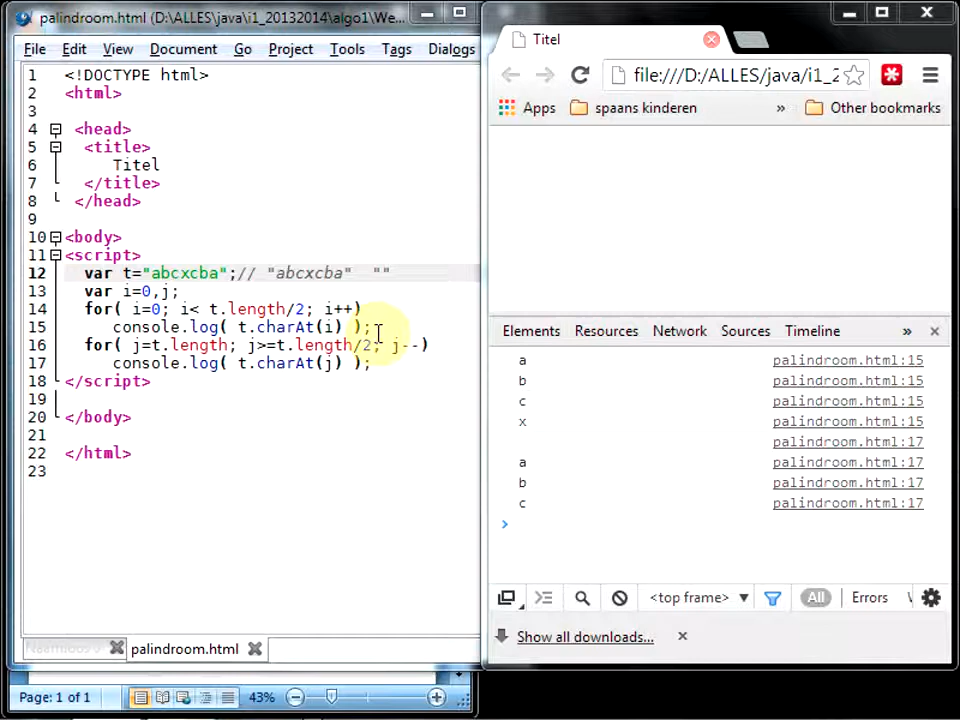 palindroom.html (D:\ALLES\java\i1_20132014\algo1\We...
File Edit View Document Go Project Tools Tags Dialogs
1 <!DOCTYPE html>
2 <html>
3
4 <head>
5 <title>
6 Titel
7 </title>
8 </head>
9
10 <body>
11 <script>
12 var t="abcxcba";// "abcxcba" ""
13 var i=0,j;
14 for( i=0; i< t.length/2; i++)
15 console.log( t.charAt(i) );
16 for( j=t.length; j>=t.length/2; j--)
17 console.log( t.charAt(j) );
18 </script>
19
20 </body>
21
22 </html>
23
palindroom.html
Page: 1 of 1 43%
Titel
file:///D:/ALLES/java/i1_2
Apps spaans kinderen » Other bookmarks
Elements Resources Network Sources Timeline »
a palindroom.html:15
b palindroom.html:15
c palindroom.html:15
x palindroom.html:15
palindroom.html:17
a palindroom.html:17
b palindroom.html:17
c palindroom.html:17
>
<top frame> All Errors
Show all downloads...